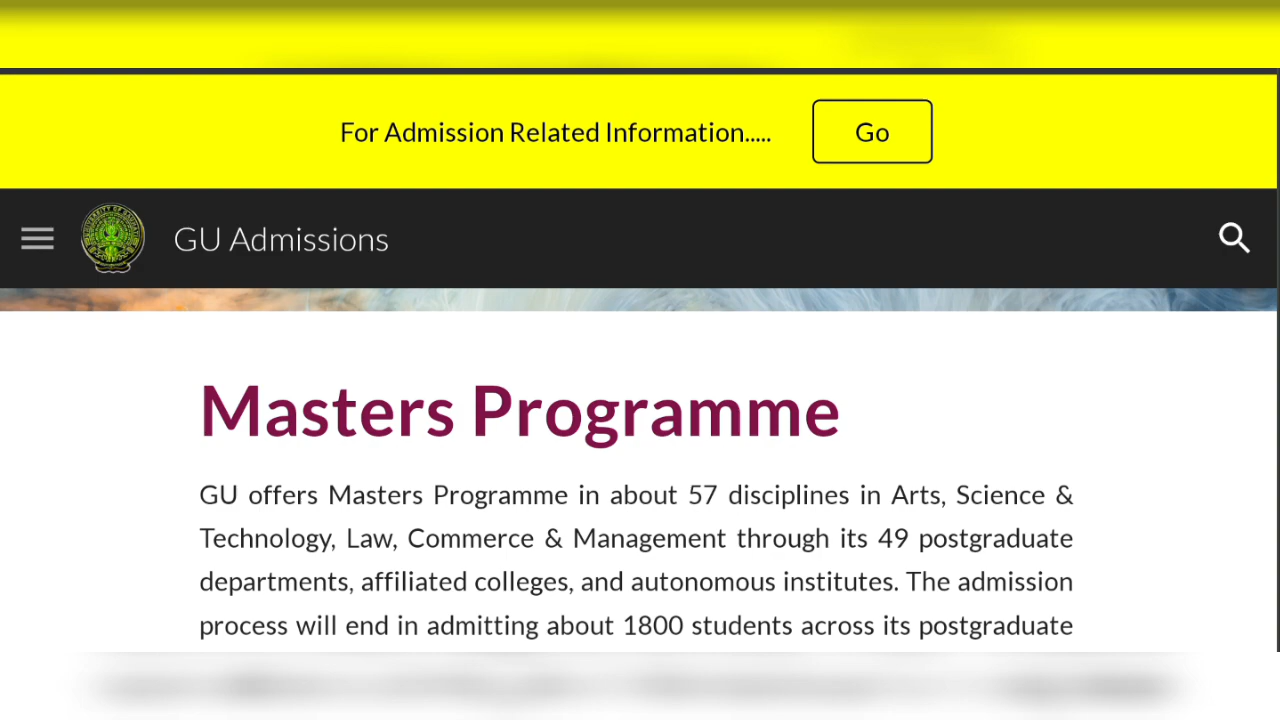 For Admission Related Information.....
Go
GU Admissions
Masters Programme
GU offers Masters Programme in about 57 disciplines in Arts, Science &
Technology, Law, Commerce & Management through its 49 postgraduate
departments, affiliated colleges, and autonomous institutes. The admission
process will end in admitting about 1800 students across its postgraduate